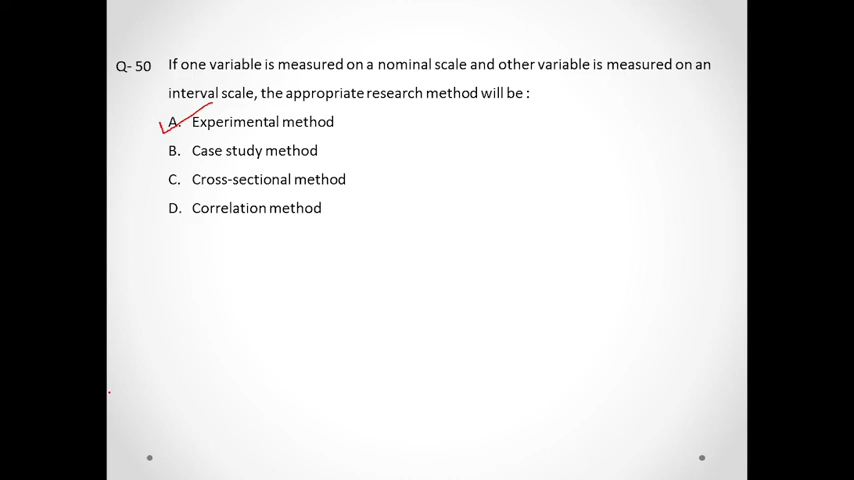 Q- 50 If one variable is measured on a nominal scale and other variable is measured on an
interval scale, the appropriate research method will be :
A. Experimental method
B. Case study method
C. Cross-sectional method
D. Correlation method